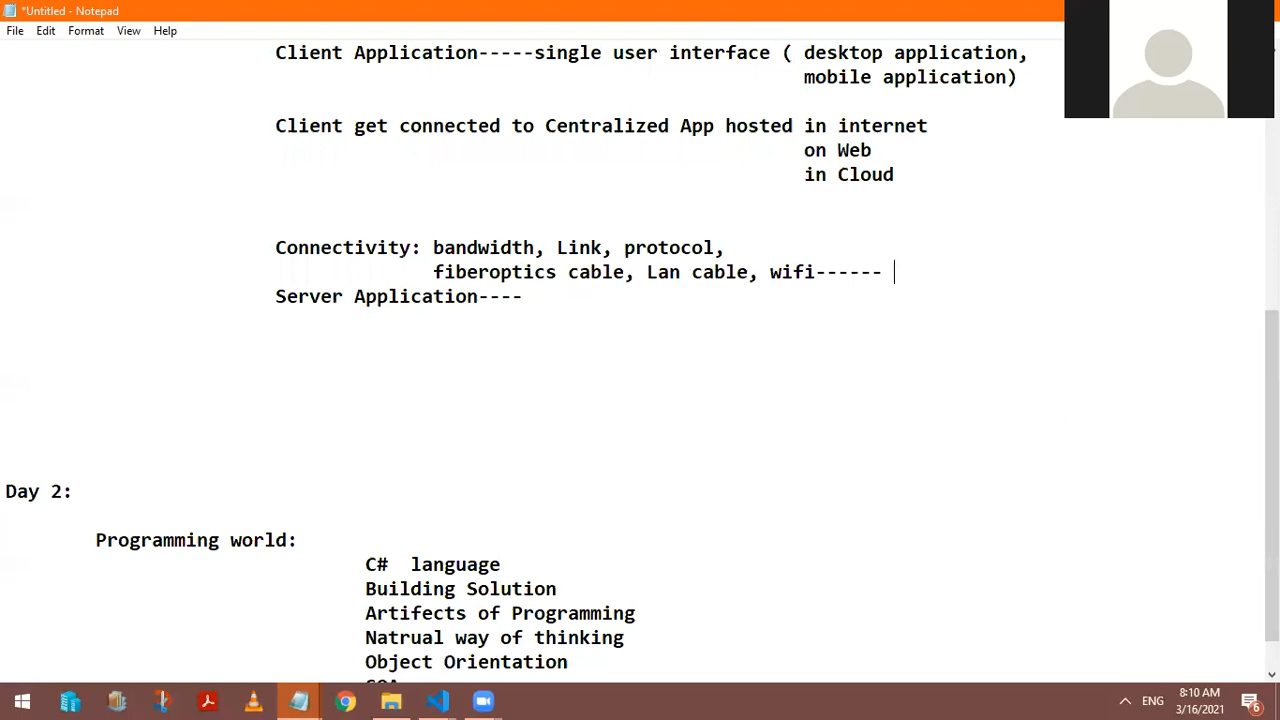 *Untitled - Notepad
File Edit Format View Help
Client Application-----single user interface ( desktop application,
mobile application)
Client get connected to Centralized App hosted in internet
on Web
in Cloud
Connectivity: bandwidth, Link, protocol,
fiberoptics cable, Lan cable, wifi------
Server Application----
Day 2:
Programming world:
C# language
Building Solution
Artifects of Programming
Natrual way of thinking
Object Orientation
ENG
8:10 AM
3/16/2021
6